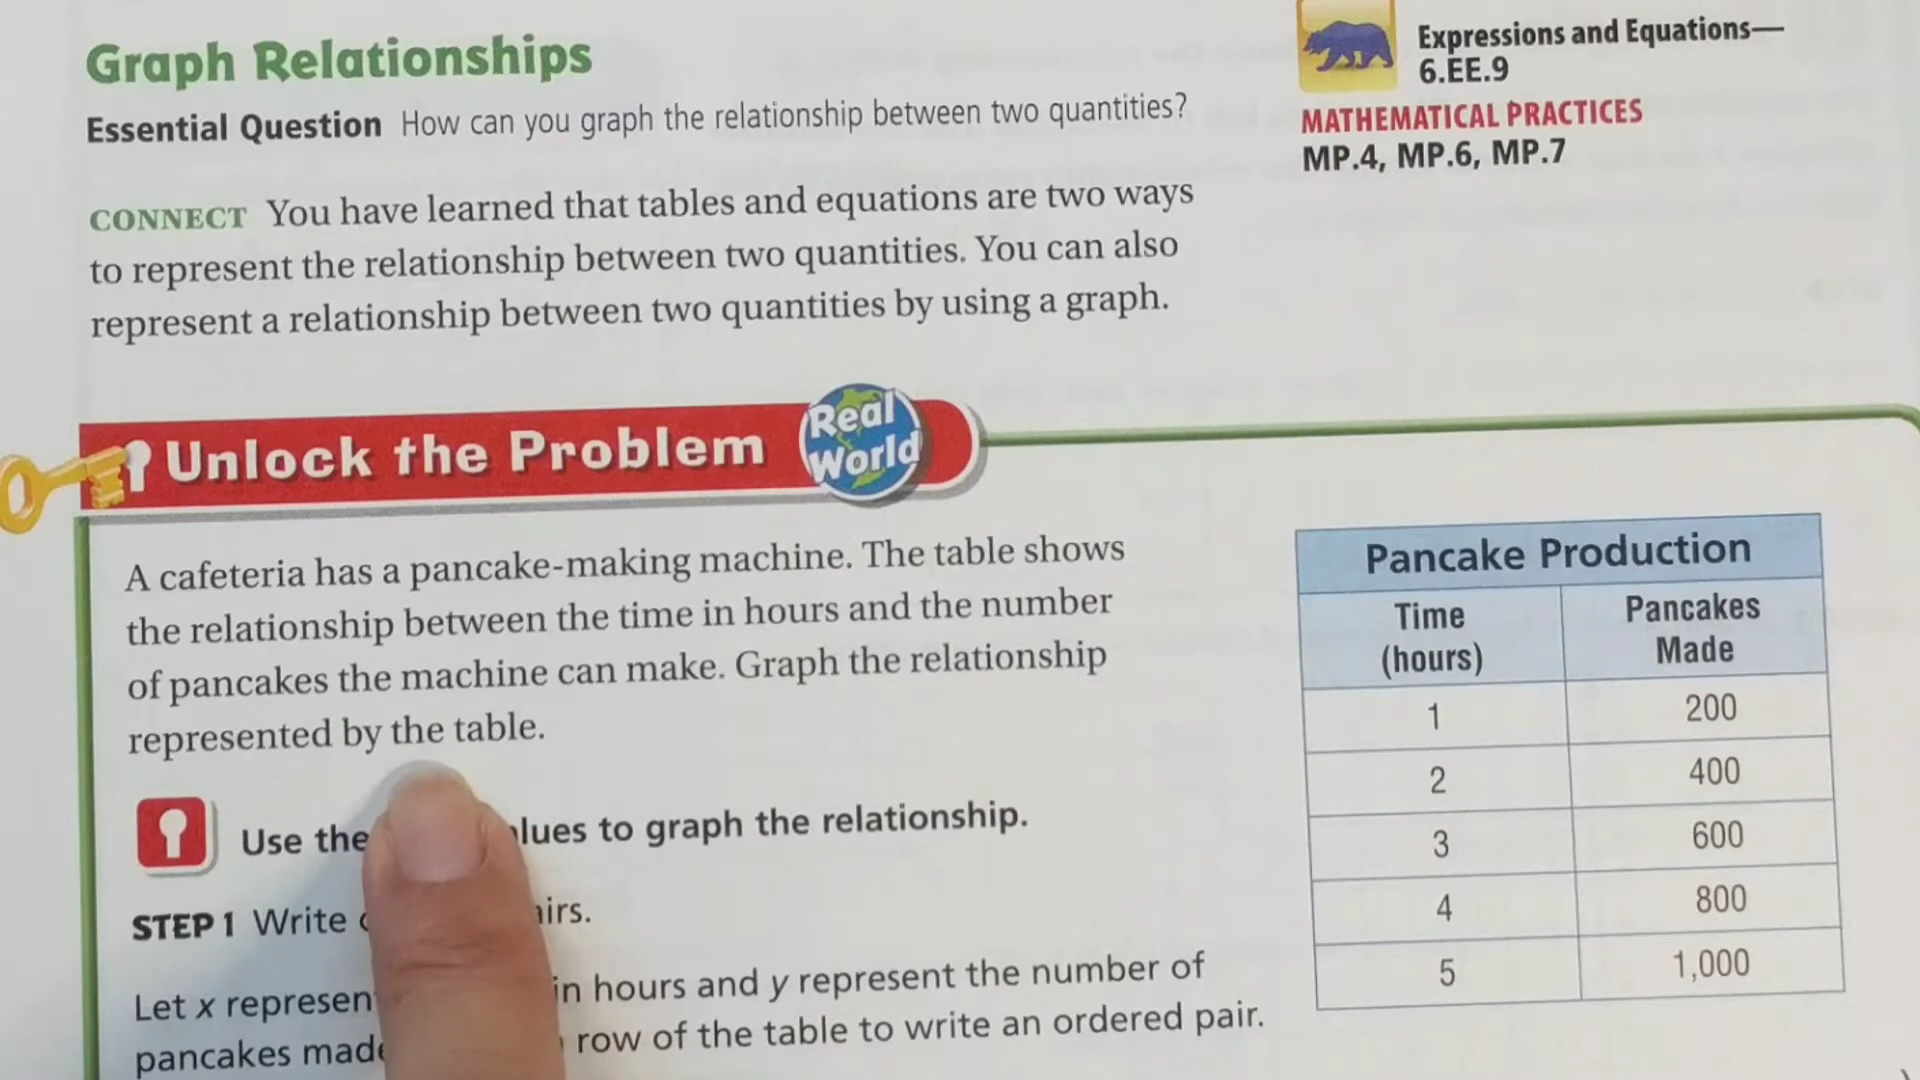 Graph Relationships
Essential Question How can you graph the relationship between two quantities?
Expressions and Equations—
6.EE.9
MATHEMATICAL PRACTICES
MP.4, MP.6, MP.7
CONNECT You have learned that tables and equations are two ways
to represent the relationship between two quantities. You can also
represent a relationship between two quantities by using a graph.
Unlock the Problem
Real
World
A cafeteria has a pancake-making machine. The table shows
the relationship between the time in hours and the number
of pancakes the machine can make. Graph the relationship
represented by the table.
Use the to graph the relationship.
STEP 1 Write
Let x in hours and y represent the number of
pancakes row of the table to write an ordered pair.
Pancake Production
Time
(hours)
Pancakes
Made
1 200
2 400
3 600
4 800
5 1,000